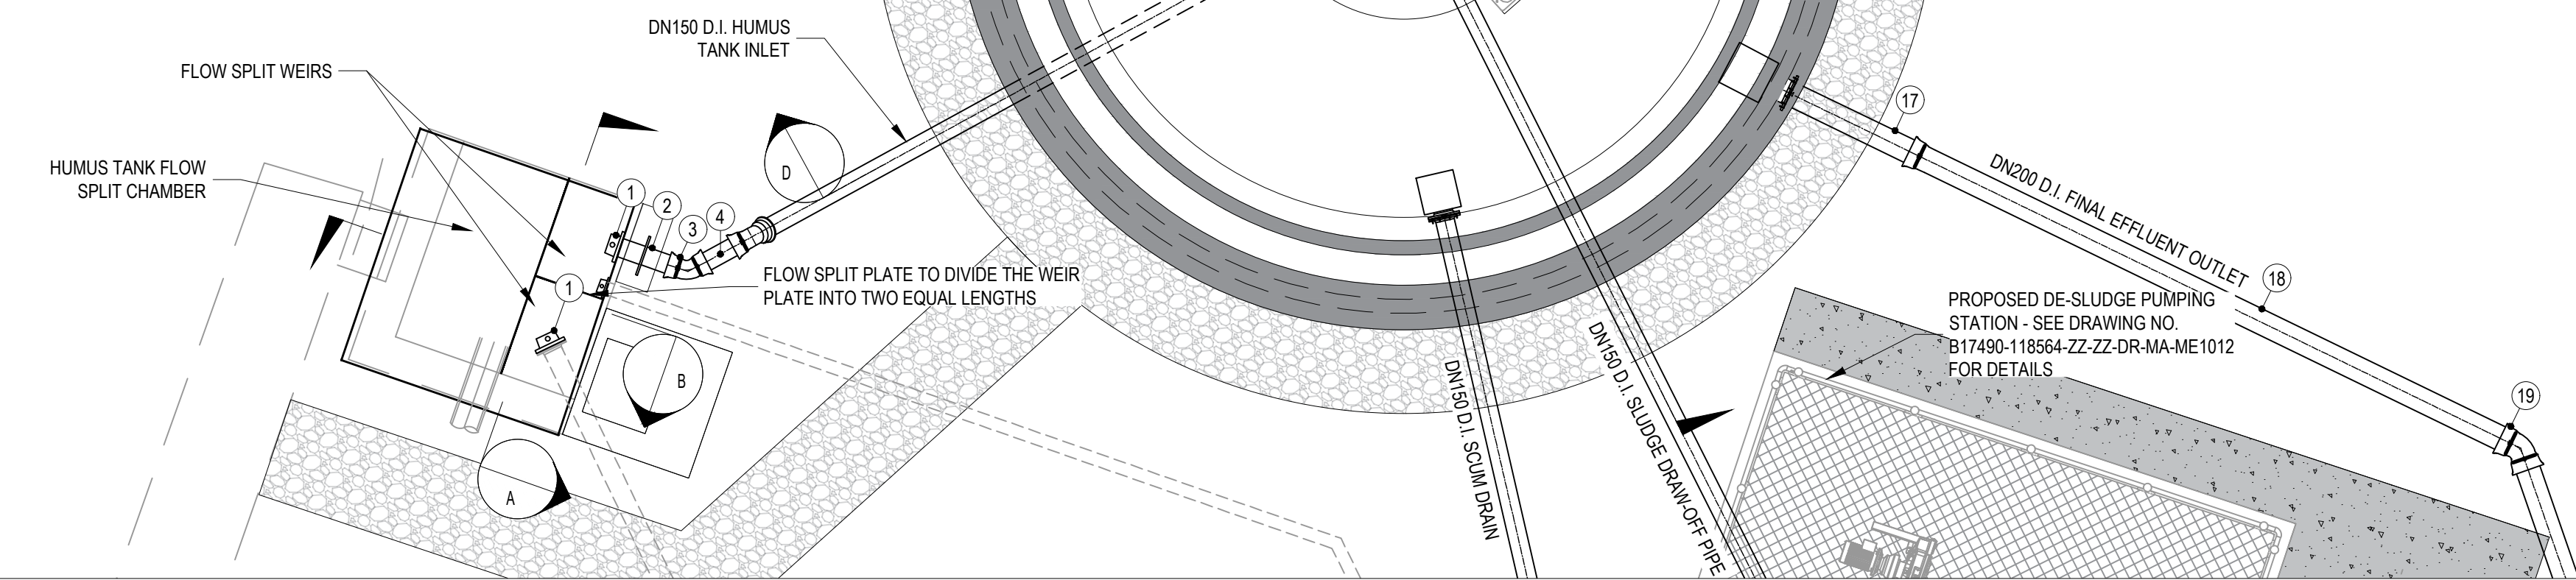 DN150 D.I. HUMUS
TANK INLET
FLOW SPLIT WEIRS
HUMUS TANK FLOW
SPLIT CHAMBER
D
1
2
3
4
1
FLOW SPLIT PLATE TO DIVIDE THE WEIR
PLATE INTO TWO EQUAL LENGTHS
B
A
DN150 D.I. SCUM DRAIN
DN150 D.I. SLUDGE DRAW-OFF PIPE
17
DN200 D.I. FINAL EFFLUENT OUTLET
18
PROPOSED DE-SLUDGE PUMPING
STATION - SEE DRAWING NO.
B17490-118564-ZZ-ZZ-DR-MA-ME1012
FOR DETAILS
19